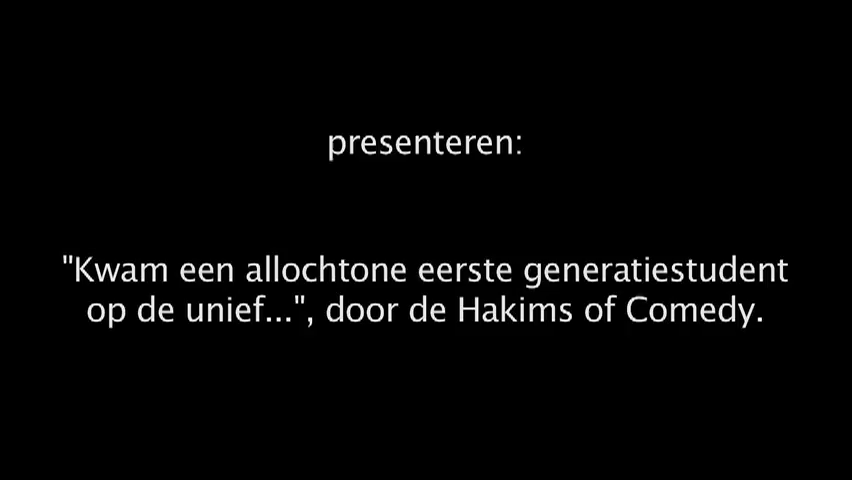 presenteren:
"Kwam een allochtone eerste generatiestudent
op de unief...", door de Hakims of Comedy.